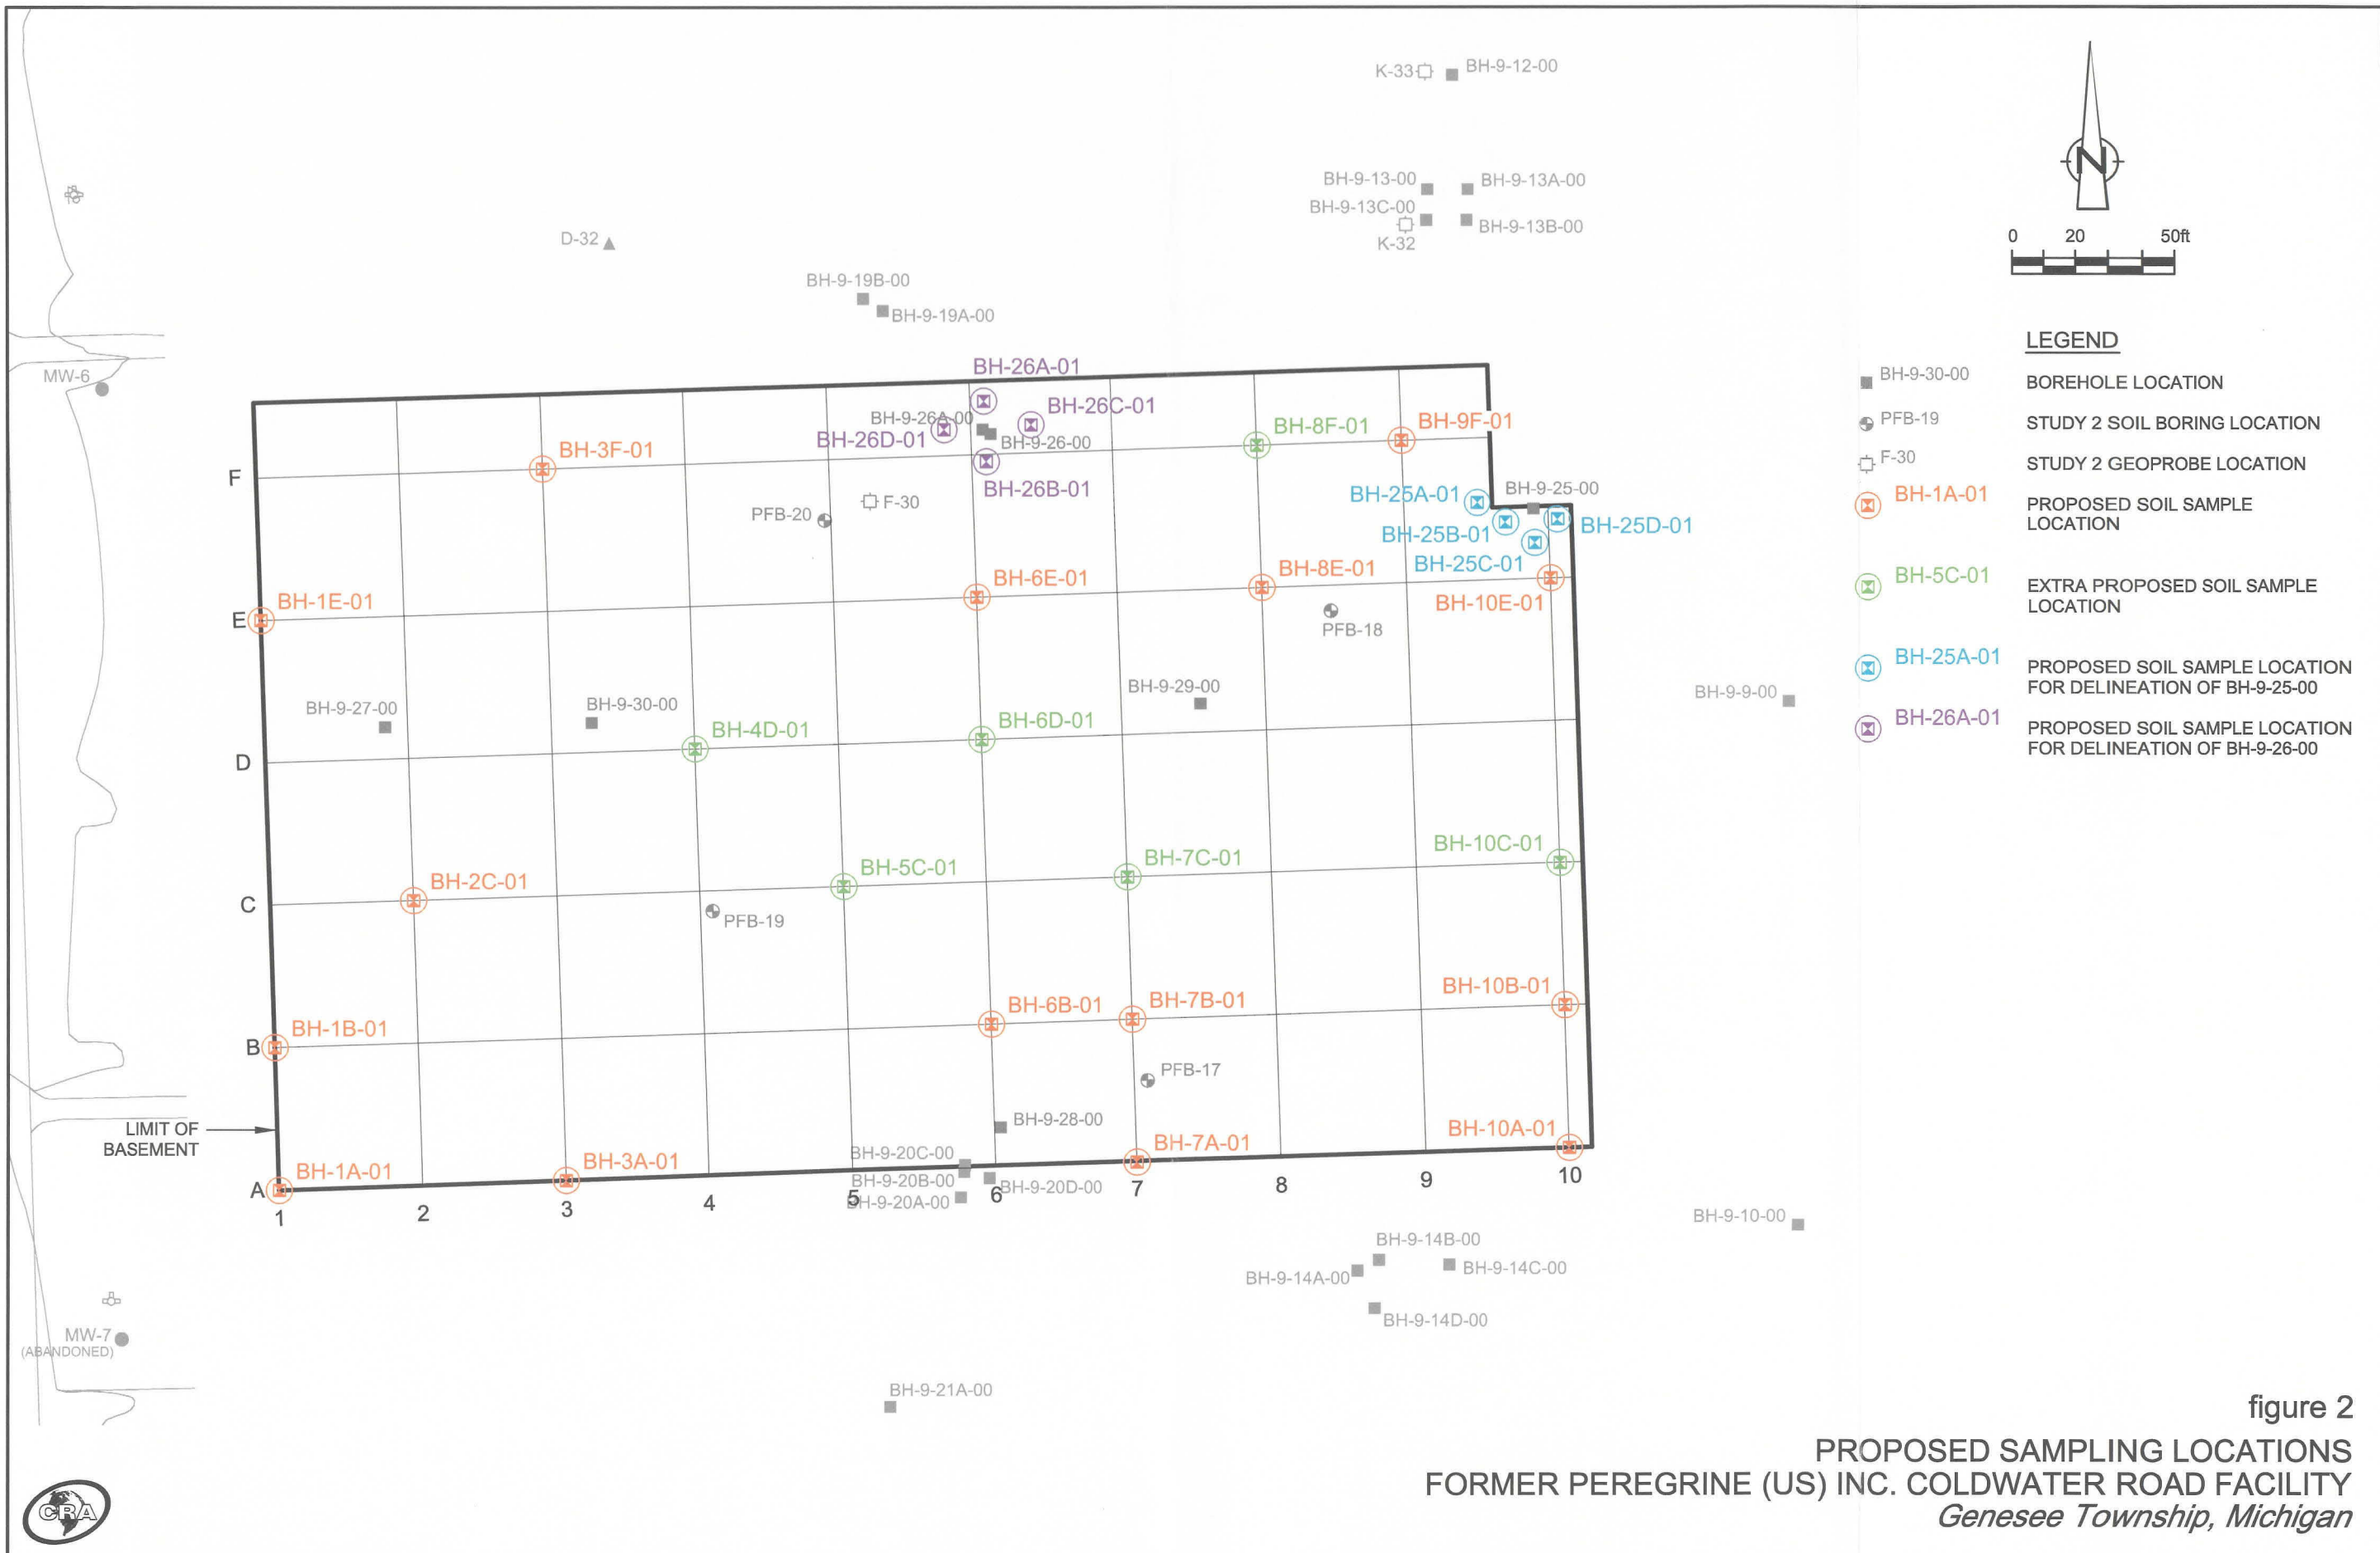 K-33
BH-9-12-00
N
BH-9-13-00
BH-9-13A-00
BH-9-13C-00
BH-9-13B-00
K-32
0 20 50ft
D-32
BH-9-19B-00
BH-9-19A-00
LEGEND
BH-9-30-00
BOREHOLE LOCATION
PFB-19
STUDY 2 SOIL BORING LOCATION
F-30
STUDY 2 GEOPROBE LOCATION
BH-1A-01
PROPOSED SOIL SAMPLE
LOCATION
BH-5C-01
EXTRA PROPOSED SOIL SAMPLE
LOCATION
BH-25A-01
PROPOSED SOIL SAMPLE LOCATION
FOR DELINEATION OF BH-9-25-00
BH-26A-01
PROPOSED SOIL SAMPLE LOCATION
FOR DELINEATION OF BH-9-26-00
MW-6
BH-26A-01
BH-9-26A-00
BH-26C-01
BH-26D-01
BH-9-26-00
BH-8F-01
BH-9F-01
BH-3F-01
F
BH-26B-01
BH-25A-01
BH-9-25-00
PFB-20
F-30
BH-25B-01
BH-25D-01
BH-25C-01
BH-6E-01
BH-8E-01
BH-1E-01
BH-10E-01
E
PFB-18
BH-9-27-00
BH-9-30-00
BH-9-29-00
BH-9-9-00
BH-4D-01
BH-6D-01
D
BH-5C-01
BH-7C-01
BH-10C-01
BH-2C-01
C
PFB-19
BH-6B-01
BH-7B-01
BH-10B-01
BH-1B-01
B
PFB-17
LIMIT OF
BASEMENT
BH-9-28-00
BH-7A-01
BH-10A-01
BH-9-20C-00
BH-1A-01
BH-3A-01
BH-9-20B-00
BH-9-20D-00
BH-9-20A-00
A
1 2 3 4 5 6 7 8 9 10
BH-9-10-00
BH-9-14B-00
BH-9-14A-00
BH-9-14C-00
BH-9-14D-00
MW-7
(ABANDONED)
BH-9-21A-00
figure 2
PROPOSED SAMPLING LOCATIONS
FORMER PEREGRINE (US) INC. COLDWATER ROAD FACILITY
Genesee Township, Michigan
CRA